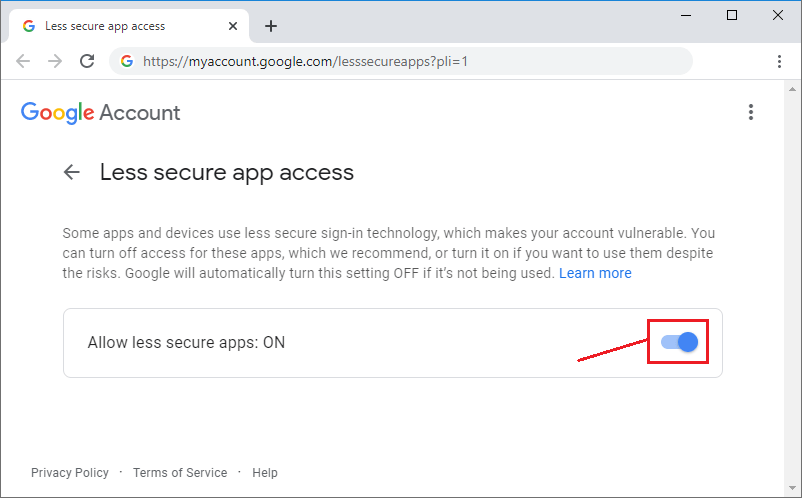 Less secure app access
https://myaccount.google.com/lesssecureapps?pli=1
Google Account
Less secure app access
Some apps and devices use less secure sign-in technology, which makes your account vulnerable. You
can turn off access for these apps, which we recommend, or turn it on if you want to use them despite
the risks. Google will automatically turn this setting OFF if it's not being used. Learn more
Allow less secure apps: ON
Privacy Policy · Terms of Service · Help